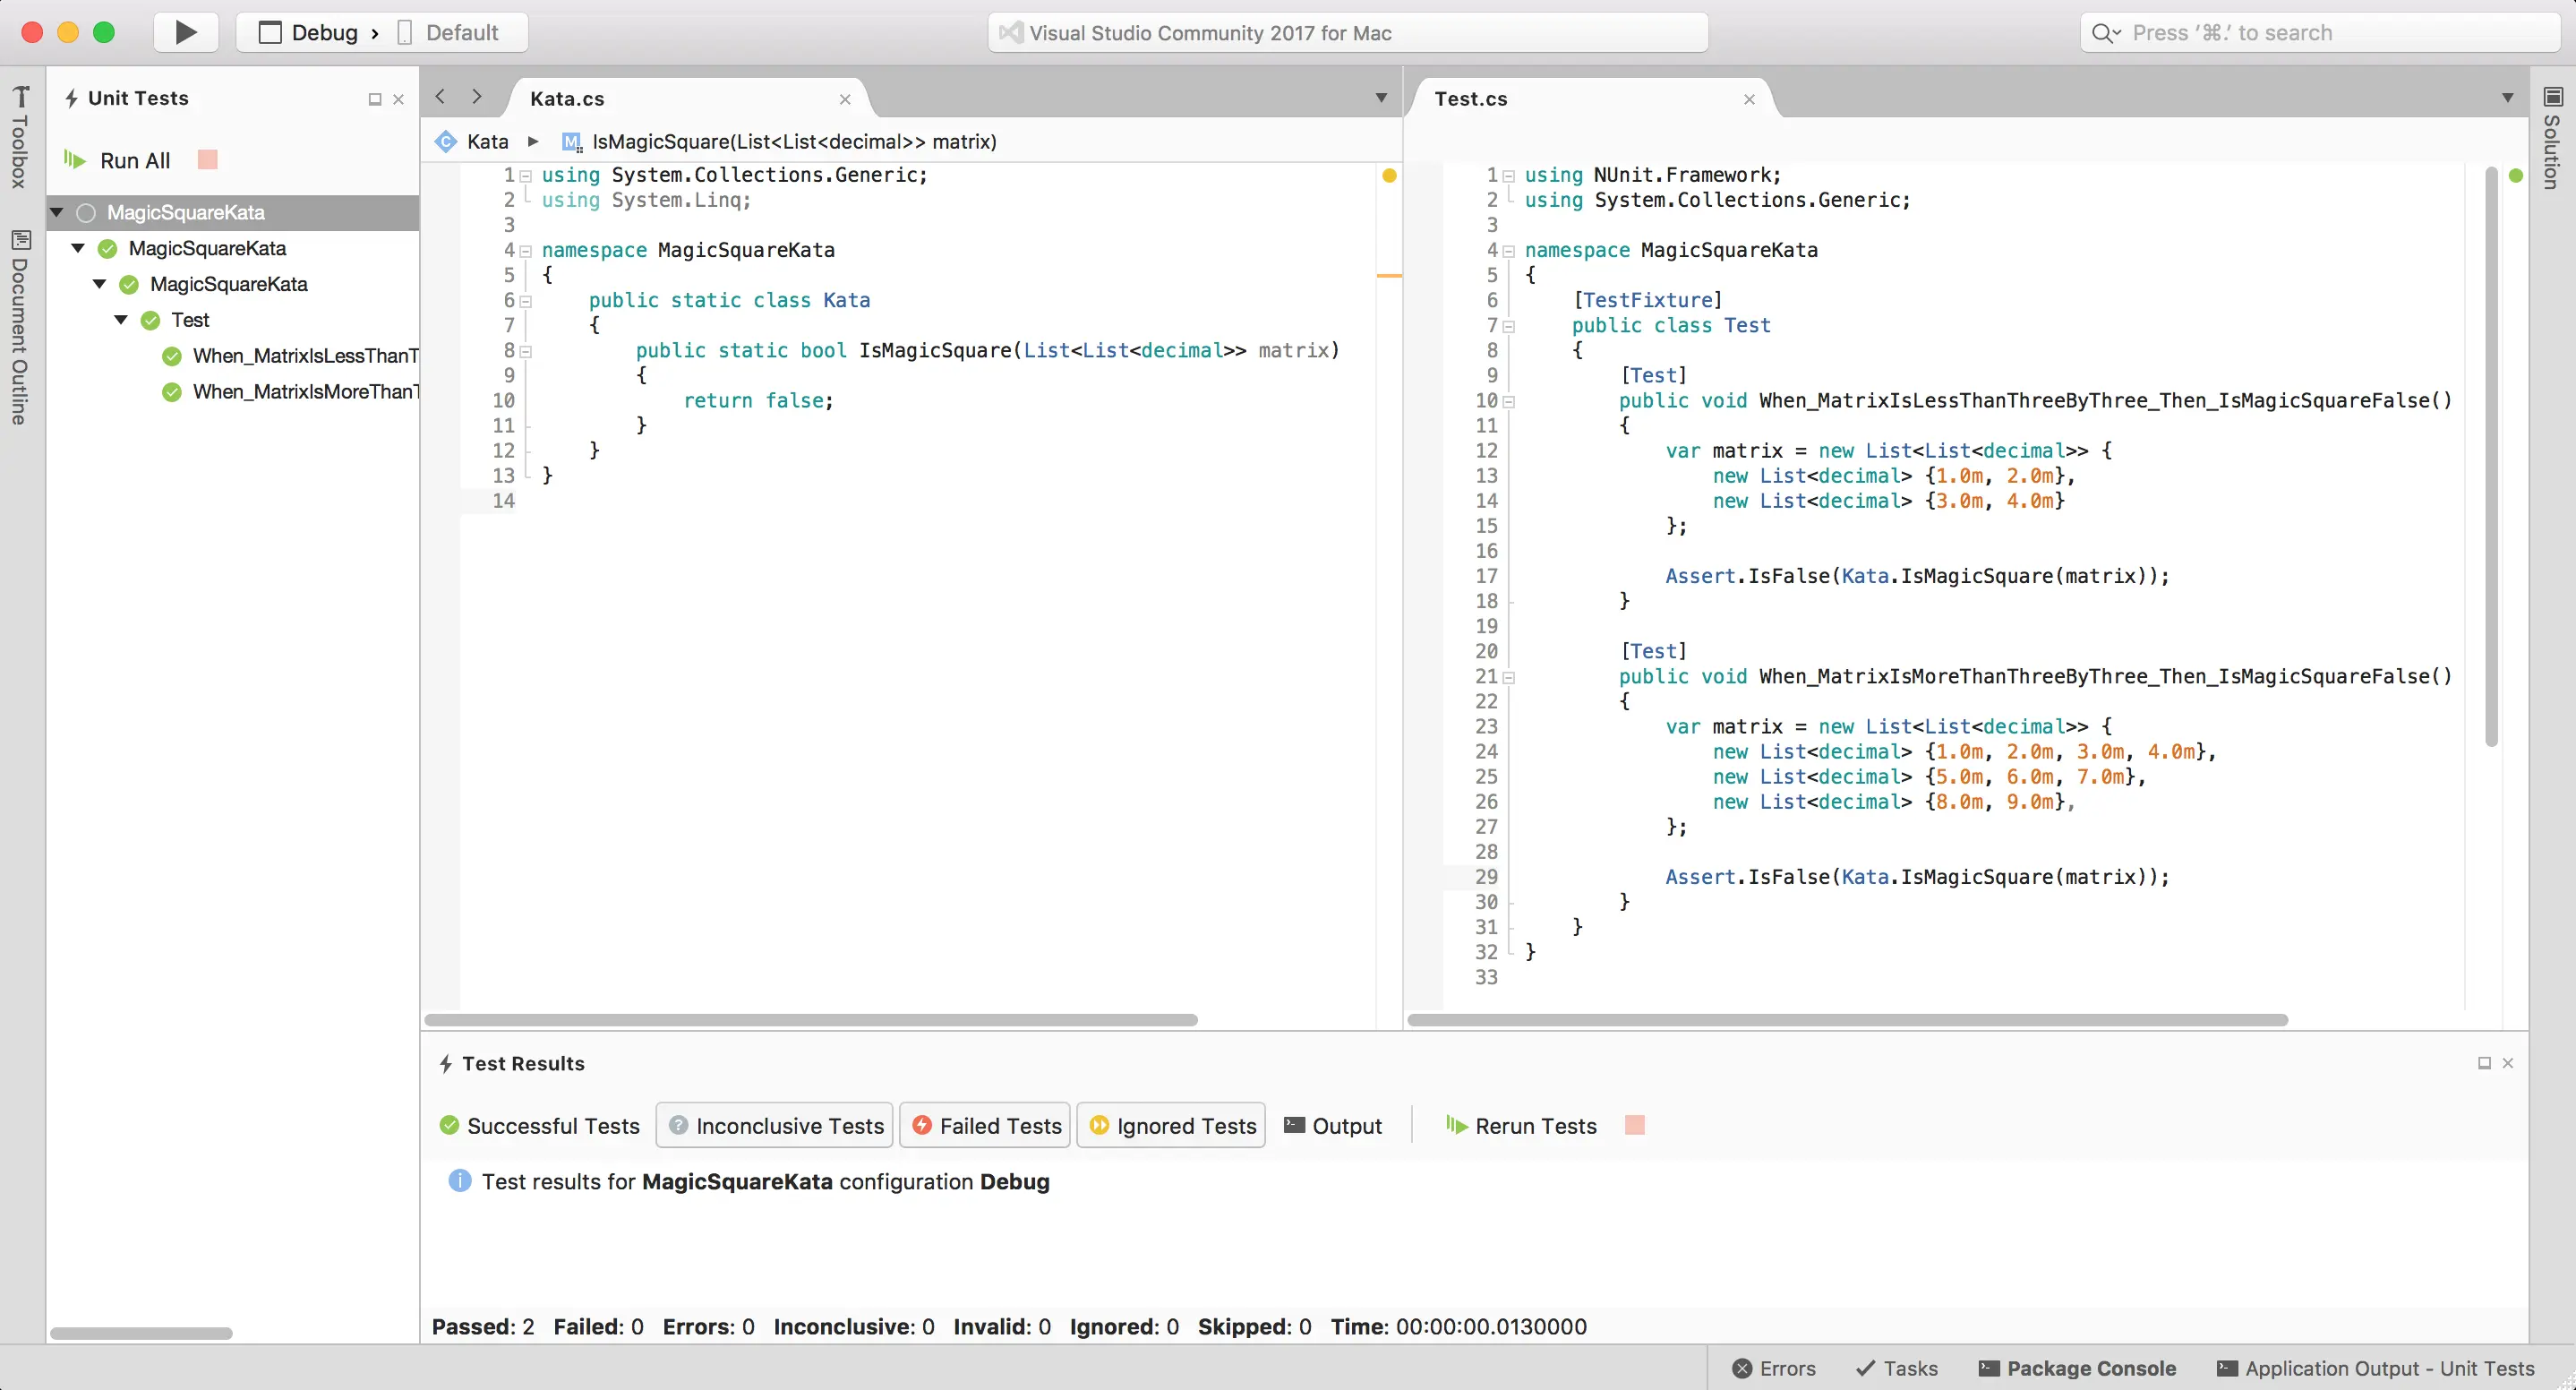 Debug › Default
Visual Studio Community 2017 for Mac
Press ‘⌘.’ to search
Toolbox
Document Outline
Unit Tests
Run All
MagicSquareKata
MagicSquareKata
MagicSquareKata
Test
When_MatrixIsLessThanT
When_MatrixIsMoreThanT
Kata.cs
Kata ▶ IsMagicSquare(List<List<decimal>> matrix)
1 using System.Collections.Generic;
2 using System.Linq;
3
4 namespace MagicSquareKata
5 {
6     public static class Kata
7     {
8         public static bool IsMagicSquare(List<List<decimal>> matrix)
9         {
10             return false;
11         }
12     }
13 }
14
Test.cs
1 using NUnit.Framework;
2 using System.Collections.Generic;
3
4 namespace MagicSquareKata
5 {
6     [TestFixture]
7     public class Test
8     {
9         [Test]
10         public void When_MatrixIsLessThanThreeByThree_Then_IsMagicSquareFalse()
11         {
12             var matrix = new List<List<decimal>> {
13                 new List<decimal> {1.0m, 2.0m},
14                 new List<decimal> {3.0m, 4.0m}
15             };
16
17             Assert.IsFalse(Kata.IsMagicSquare(matrix));
18         }
19
20         [Test]
21         public void When_MatrixIsMoreThanThreeByThree_Then_IsMagicSquareFalse()
22         {
23             var matrix = new List<List<decimal>> {
24                 new List<decimal> {1.0m, 2.0m, 3.0m, 4.0m},
25                 new List<decimal> {5.0m, 6.0m, 7.0m},
26                 new List<decimal> {8.0m, 9.0m},
27             };
28
29             Assert.IsFalse(Kata.IsMagicSquare(matrix));
30         }
31     }
32 }
33
Solution
Test Results
Successful Tests Inconclusive Tests Failed Tests Ignored Tests Output Rerun Tests
Test results for MagicSquareKata configuration Debug
Passed: 2 Failed: 0 Errors: 0 Inconclusive: 0 Invalid: 0 Ignored: 0 Skipped: 0 Time: 00:00:00.0130000
Errors Tasks Package Console Application Output - Unit Tests